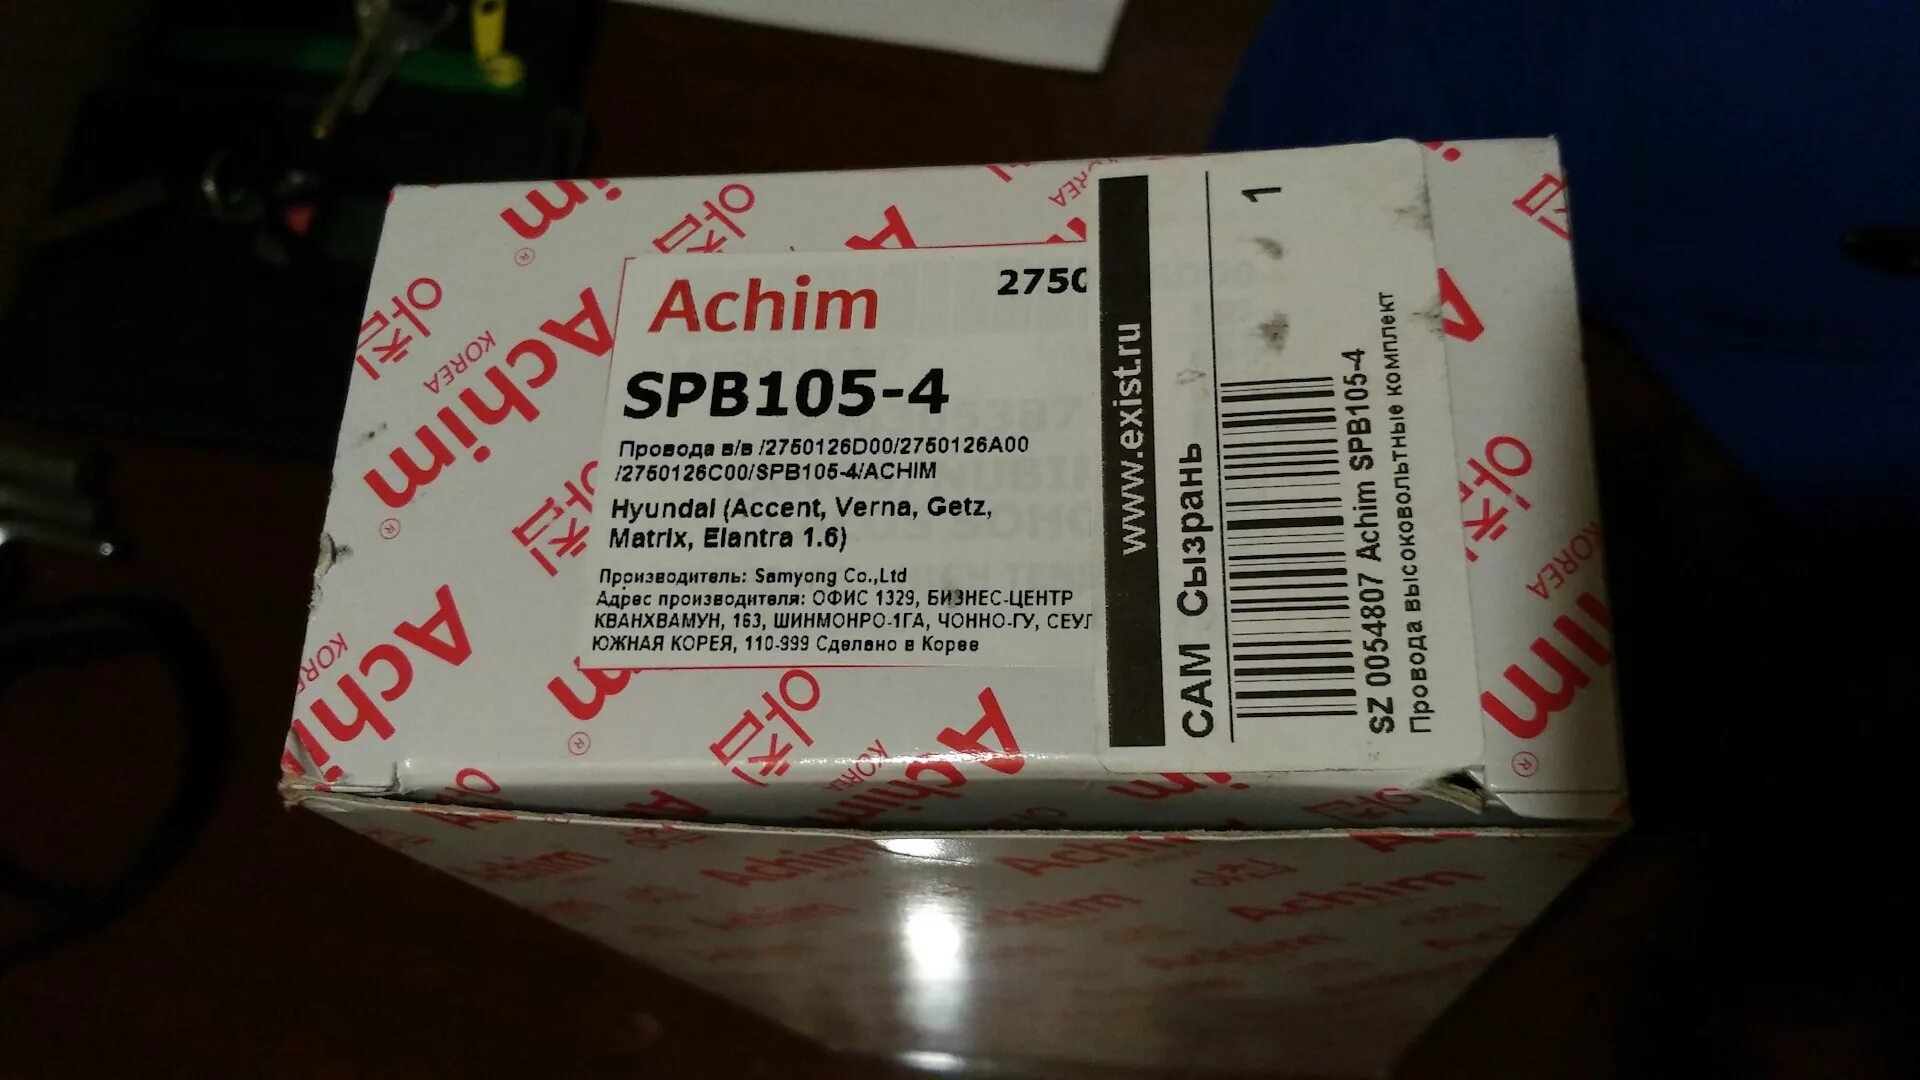 Achim
2750
SPB105-4
Провода в/в /2750126D00/2750126A00
/2750126C00/SPB105-4/ACHIM
Hyundai (Accent, Verna, Getz,
Matrix, Elantra 1.6)
Производитель: Samyong Co.,Ltd
Адрес производителя: ОФИС 1329, БИЗНЕС-ЦЕНТР
КВАНХВАМУН, 163, ШИНМОНРО-1ГА, ЧОННО-ГУ, СЕУЛ
ЮЖНАЯ КОРЕЯ, 110-999 Сделано в Корее
www.exist.ru
САМ Сызрань
1
SZ 0054807 Achim SPB105-4
Провода высоковольтные комплект
Achim
아침
KOREA